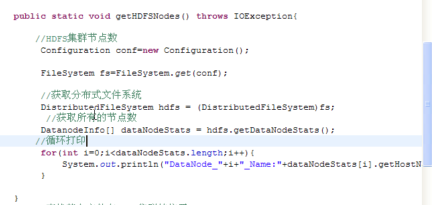 public static void getHDFSNodes() throws IOException{
//HDFS集群节点数
Configuration conf=new Configuration();
FileSystem fs=FileSystem.get(conf);
//获取分布式文件系统
DistributedFileSystem hdfs = (DistributedFileSystem)fs;
//获取所有的节点数
DatanodeInfo[] dataNodeStats = hdfs.getDataNodeStats();
//循环打印
for(int i=0;i<dataNodeStats.length;i++){
System.out.println("DataNode_"+i+"_Name:"+dataNodeStats[i].getHostN
}
}